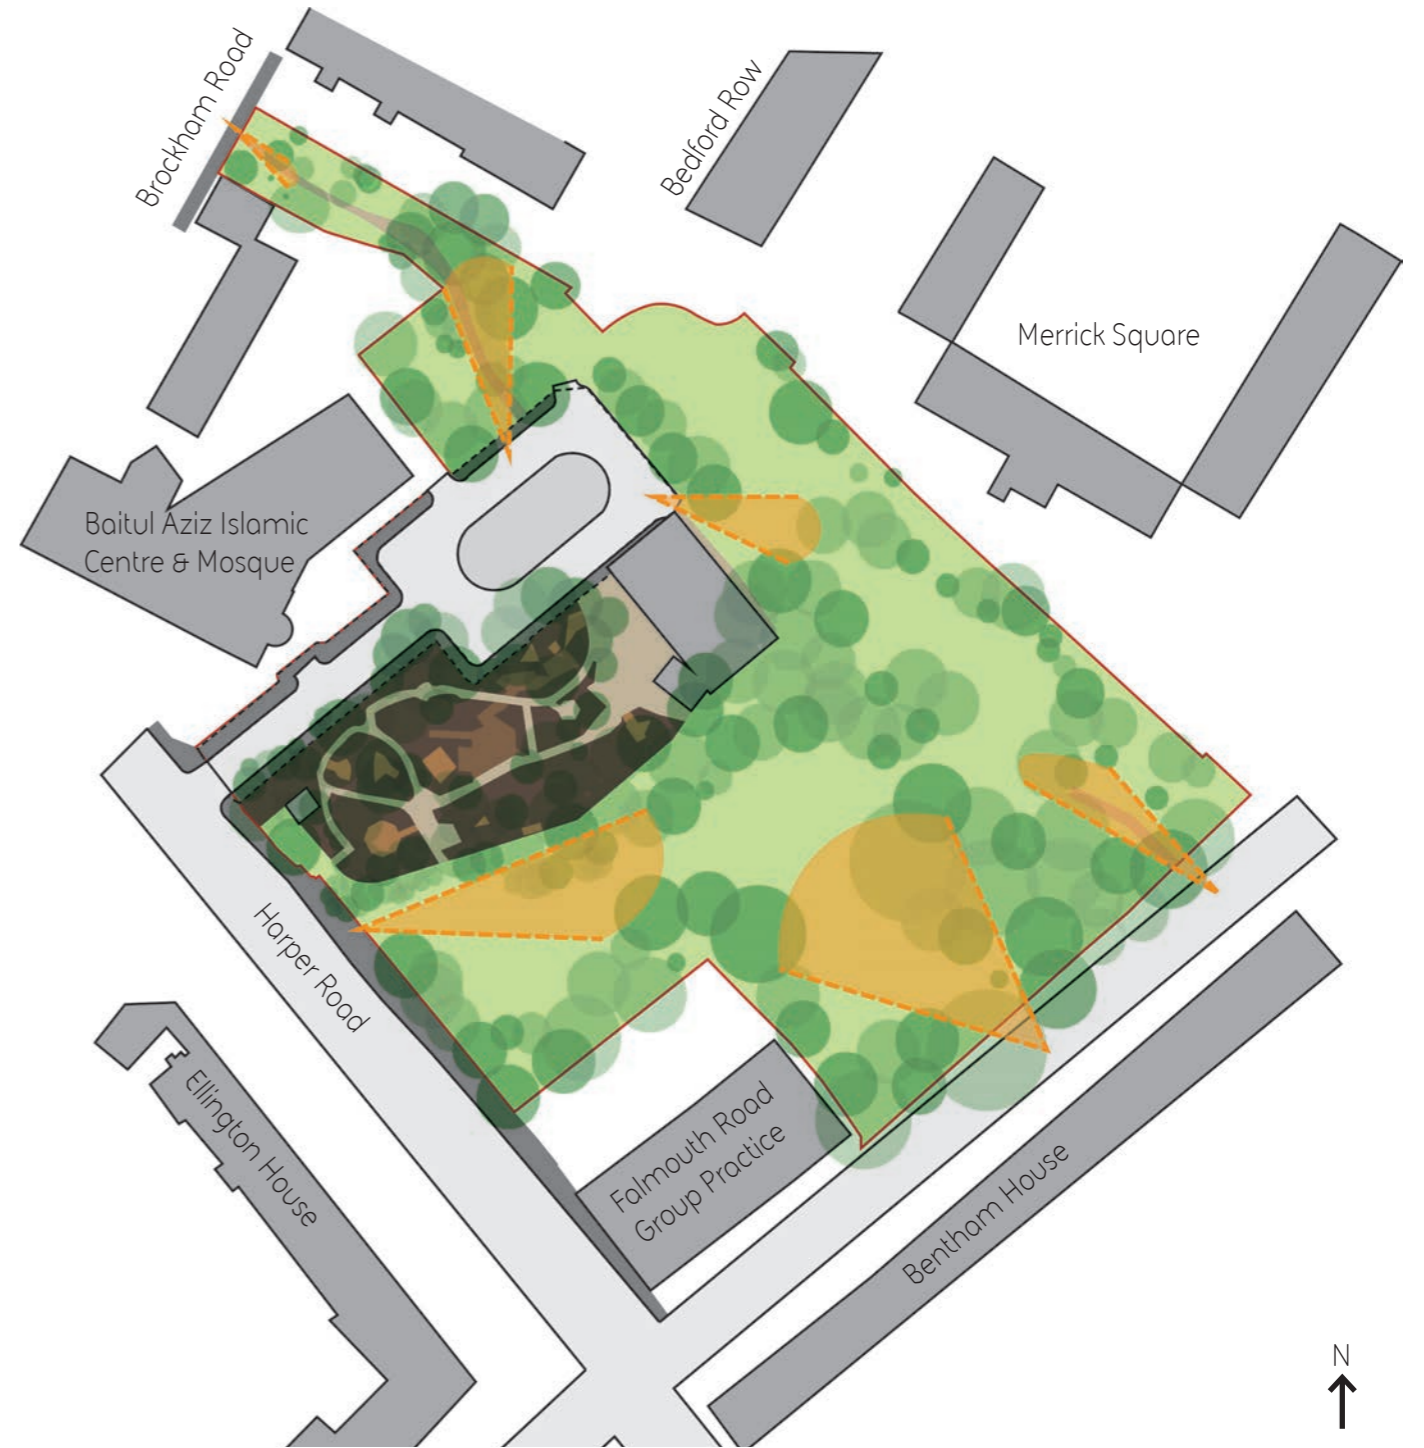 Brockham Road
Bedford Row
Merrick Square
Baitul Aziz Islamic
Centre & Mosque
Harper Road
Ellington House
Falmouth Road
Group Practice
Bentham House
N